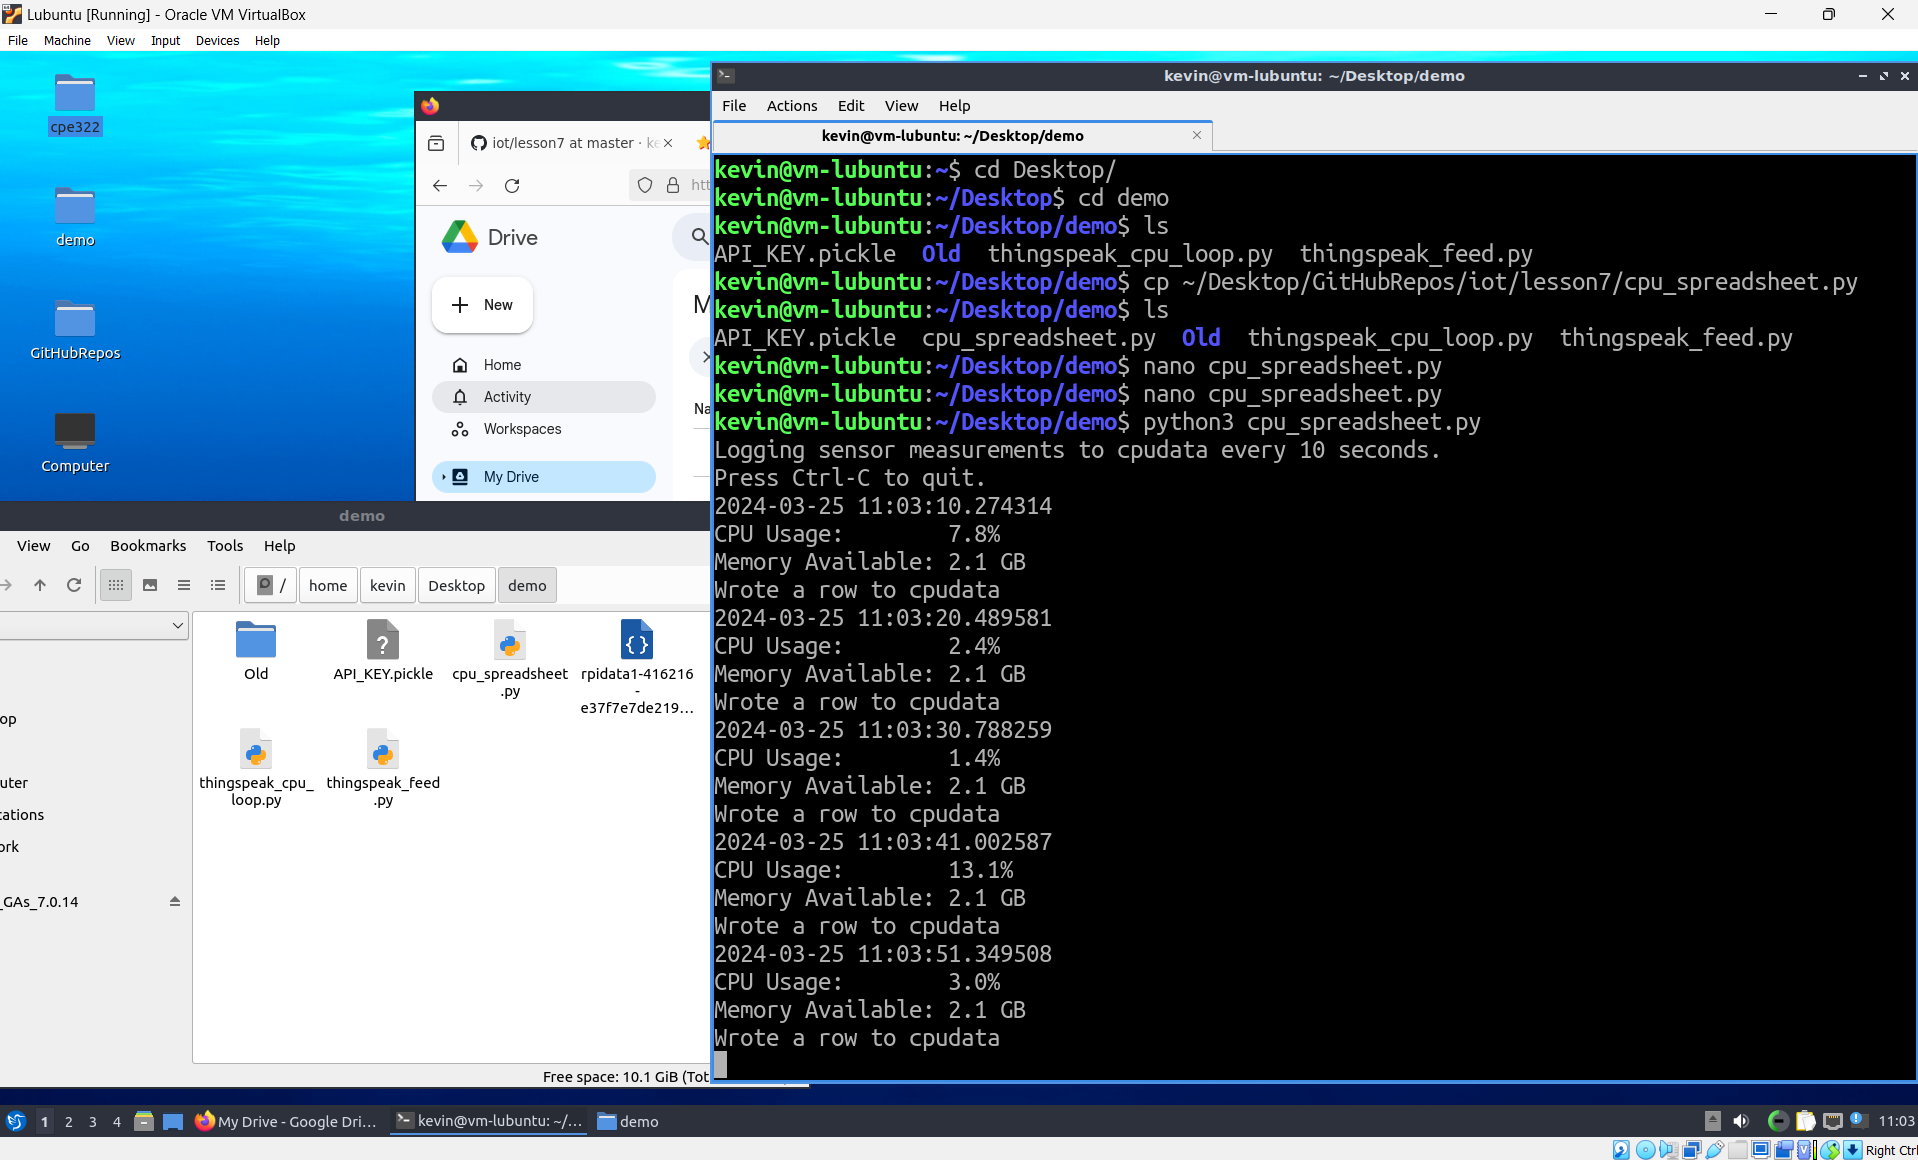 Lubuntu [Running] - Oracle VM VirtualBox
File Machine View Input Devices Help
cpe322
demo
GitHubRepos
Computer
iot/lesson7 at master · ke
Drive
New
Home
Activity
Workspaces
My Drive
M
Na
kevin@vm-lubuntu: ~/Desktop/demo
File Actions Edit View Help
kevin@vm-lubuntu: ~/Desktop/demo
kevin@vm-lubuntu:~$ cd Desktop/
kevin@vm-lubuntu:~/Desktop$ cd demo
kevin@vm-lubuntu:~/Desktop/demo$ ls
API_KEY.pickle Old thingspeak_cpu_loop.py thingspeak_feed.py
kevin@vm-lubuntu:~/Desktop/demo$ cp ~/Desktop/GitHubRepos/iot/lesson7/cpu_spreadsheet.py
kevin@vm-lubuntu:~/Desktop/demo$ ls
API_KEY.pickle cpu_spreadsheet.py Old thingspeak_cpu_loop.py thingspeak_feed.py
kevin@vm-lubuntu:~/Desktop/demo$ nano cpu_spreadsheet.py
kevin@vm-lubuntu:~/Desktop/demo$ nano cpu_spreadsheet.py
kevin@vm-lubuntu:~/Desktop/demo$ python3 cpu_spreadsheet.py
Logging sensor measurements to cpudata every 10 seconds.
Press Ctrl-C to quit.
2024-03-25 11:03:10.274314
CPU Usage: 7.8%
Memory Available: 2.1 GB
Wrote a row to cpudata
2024-03-25 11:03:20.489581
CPU Usage: 2.4%
Memory Available: 2.1 GB
Wrote a row to cpudata
2024-03-25 11:03:30.788259
CPU Usage: 1.4%
Memory Available: 2.1 GB
Wrote a row to cpudata
2024-03-25 11:03:41.002587
CPU Usage: 13.1%
Memory Available: 2.1 GB
Wrote a row to cpudata
2024-03-25 11:03:51.349508
CPU Usage: 3.0%
Memory Available: 2.1 GB
Wrote a row to cpudata
demo
View Go Bookmarks Tools Help
/ home kevin Desktop demo
op
uter
cations
ork
_GAs_7.0.14
Old
API_KEY.pickle
cpu_spreadsheet
.py
rpidata1-416216
-
e37f7e7de219...
thingspeak_cpu_
loop.py
thingspeak_feed
.py
Free space: 10.1 GiB (Tot
1 2 3 4 My Drive - Google Dri... kevin@vm-lubuntu: ~/... demo 11:03
Right Ctrl